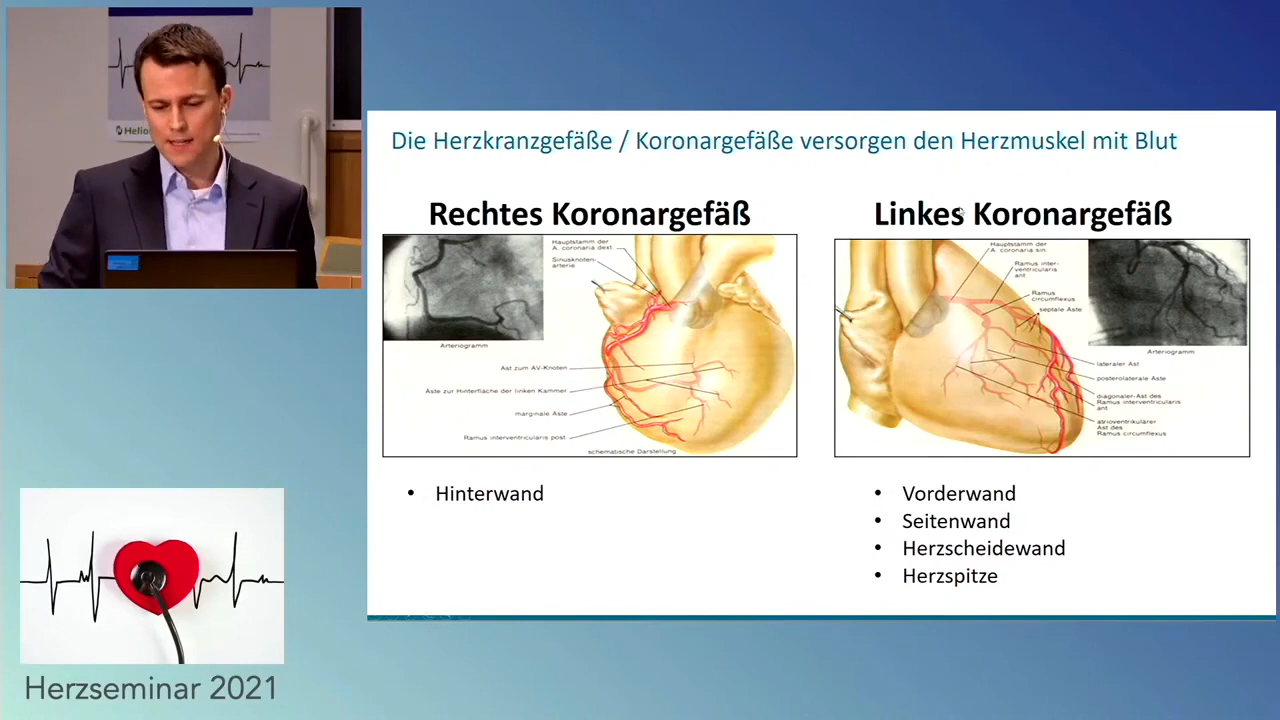 Helio
Die Herzkranzgefäße / Koronargefäße versorgen den Herzmuskel mit Blut
Rechtes Koronargefäß
Hauptstamm der
A. coronaria dext
Sinusknoten-
arterie
Arteriogramm
Ast zum AV-Knoten
Äste zur Hinterfläche der linken Kammer
marginale Äste
Ramus interventricularis post
schematische Darstellung
Hinterwand
Linkes Koronargefäß
Hauptstamm der
A. coronaria sin
Ramus inter-
ventricularis
ant
Ramus
circumflexus
septale Äste
Arteriogramm
lateraler Ast
posterolaterale Äste
diagonaler-Ast des
Ramus interventricularis
ant
atrioventrikulärer
Ast des
Ramus circumflexus
Vorderwand
Seitenwand
Herzscheidewand
Herzspitze
Herzseminar 2021